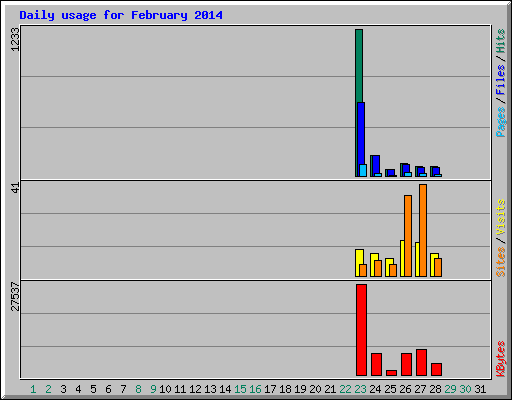 Daily usage for February 2014
1233
41
27537
Pages / Files / Hits
Sites / Visits
KBytes
1 2 3 4 5 6 7 8 9 10 11 12 13 14 15 16 17 18 19 20 21 22 23 24 25 26 27 28 29 30 31